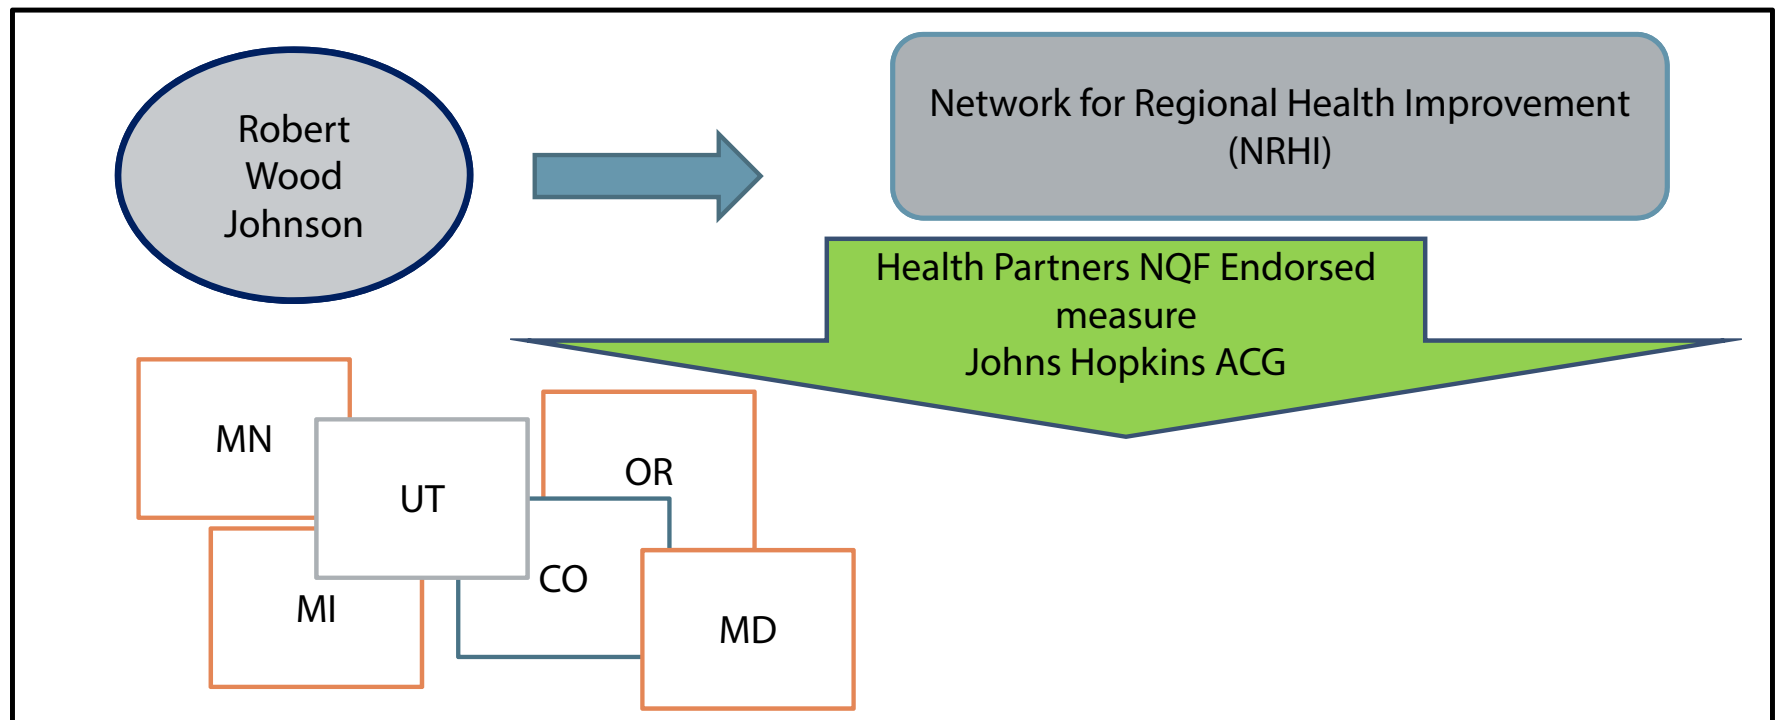 Robert
Wood
Johnson
Network for Regional Health Improvement
(NRHI)
Health Partners NQF Endorsed
measure
Johns Hopkins ACG
MN
UT
OR
MI
CO
MD